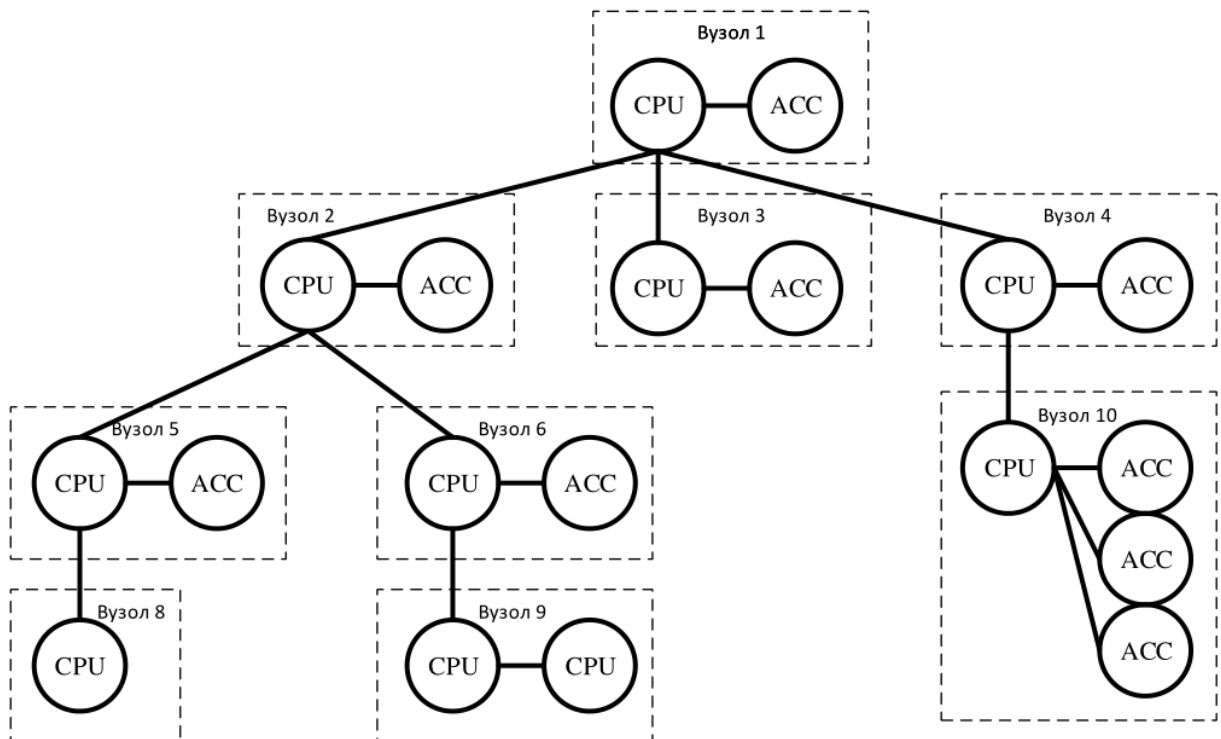 Вузол 1
CPU ACC
Вузол 2
CPU ACC
Вузол 3
CPU ACC
Вузол 4
CPU ACC
Вузол 5
CPU ACC
Вузол 6
CPU ACC
Вузол 10
CPU ACC
ACC
ACC
Вузол 8
CPU
Вузол 9
CPU CPU